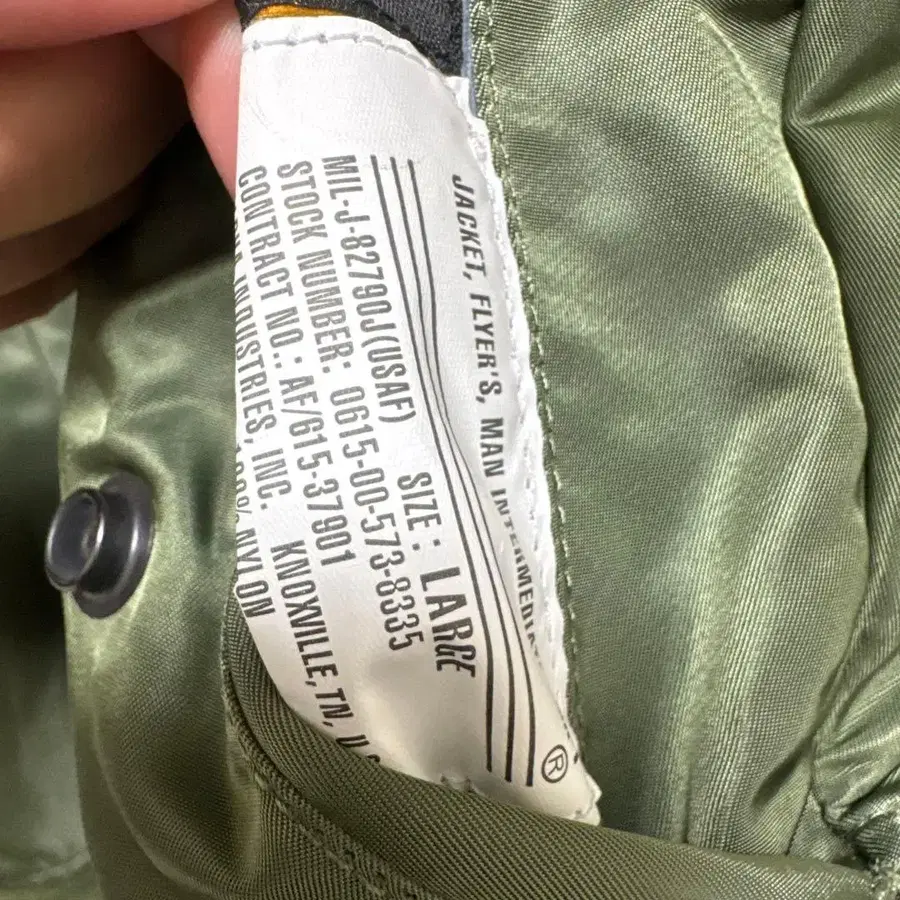 JACKET, FLYER'S, MAN INTERMEDIA
®
SIZE : LARGE
MIL-J-82790J(USAF)
STOCK NUMBER: 0615-00-573-8335
CONTRACT NO.: AF/615-37901
INDUSTRIES, INC. KNOXVILLE, TN, U.S
100% NYLON